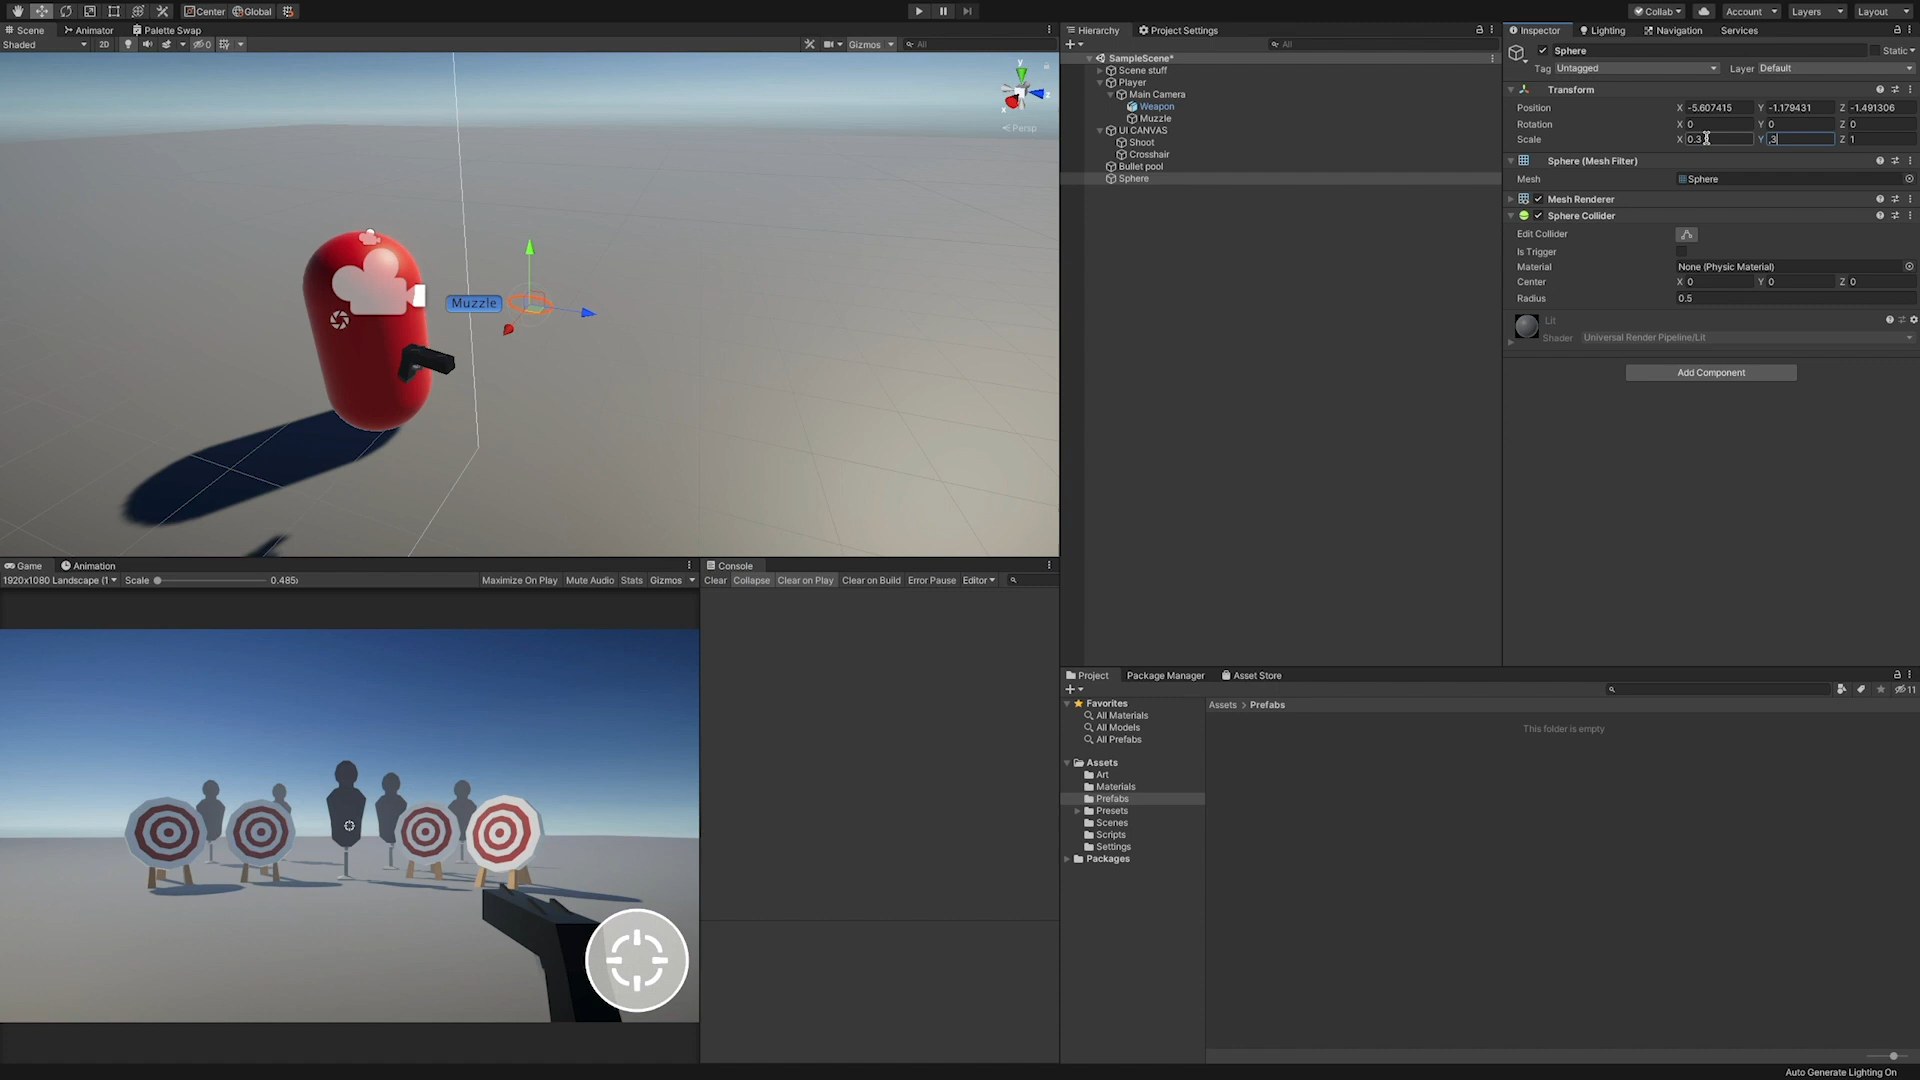 Center Global Collab Account Layers Layout
Scene Animator Palette Swap
Shaded 2D 0 Gizmos All
y
x z
Persp
Muzzle
Hierarchy Project Settings
All
SampleScene*
Scene stuff
Player
Main Camera
Weapon
Muzzle
UI CANVAS
Shoot
Crosshair
Bullet pool
Sphere
Inspector Lighting Navigation Services
Sphere Static
Tag Untagged Layer Default
Transform
Position X -5.607415 Y -1.179431 Z -1.491306
Rotation X 0 Y 0 Z 0
Scale X 0.3 Y .3 Z 1
Sphere (Mesh Filter)
Mesh Sphere
Mesh Renderer
Sphere Collider
Edit Collider
Is Trigger
Material None (Physic Material)
Center X 0 Y 0 Z 0
Radius 0.5
Lit
Shader Universal Render Pipeline/Lit
Add Component
Game Animation
1920x1080 Landscape (1 Scale 0.485x Maximize On Play Mute Audio Stats Gizmos
Console
Clear Collapse Clear on Play Clear on Build Error Pause Editor
Project Package Manager Asset Store
11
Favorites
All Materials
All Models
All Prefabs
Assets
Art
Materials
Prefabs
Presets
Scenes
Scripts
Settings
Packages
Assets > Prefabs
This folder is empty
Auto Generate Lighting On